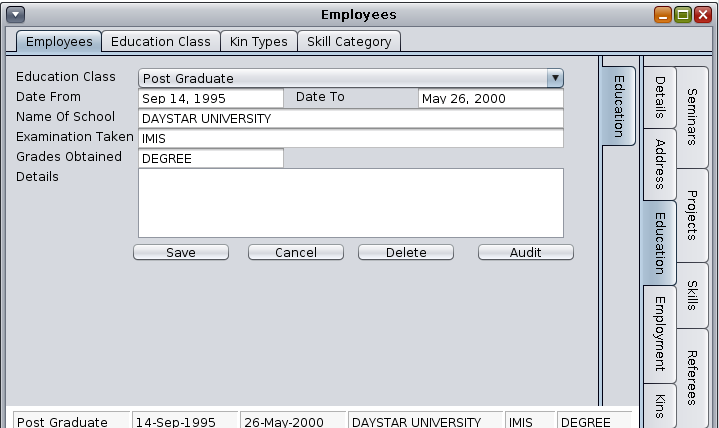 Employees
Employees Education Class Kin Types Skill Category
Education Class Post Graduate
Date From Sep 14, 1995 Date To May 26, 2000
Name Of School DAYSTAR UNIVERSITY
Examination Taken IMIS
Grades Obtained DEGREE
Details
Save Cancel Delete Audit
Education
Details
Address
Education
Employment
Kins
Seminars
Projects
Skills
Referees
Post Graduate 14-Sep-1995 26-May-2000 DAYSTAR UNIVERSITY IMIS DEGREE